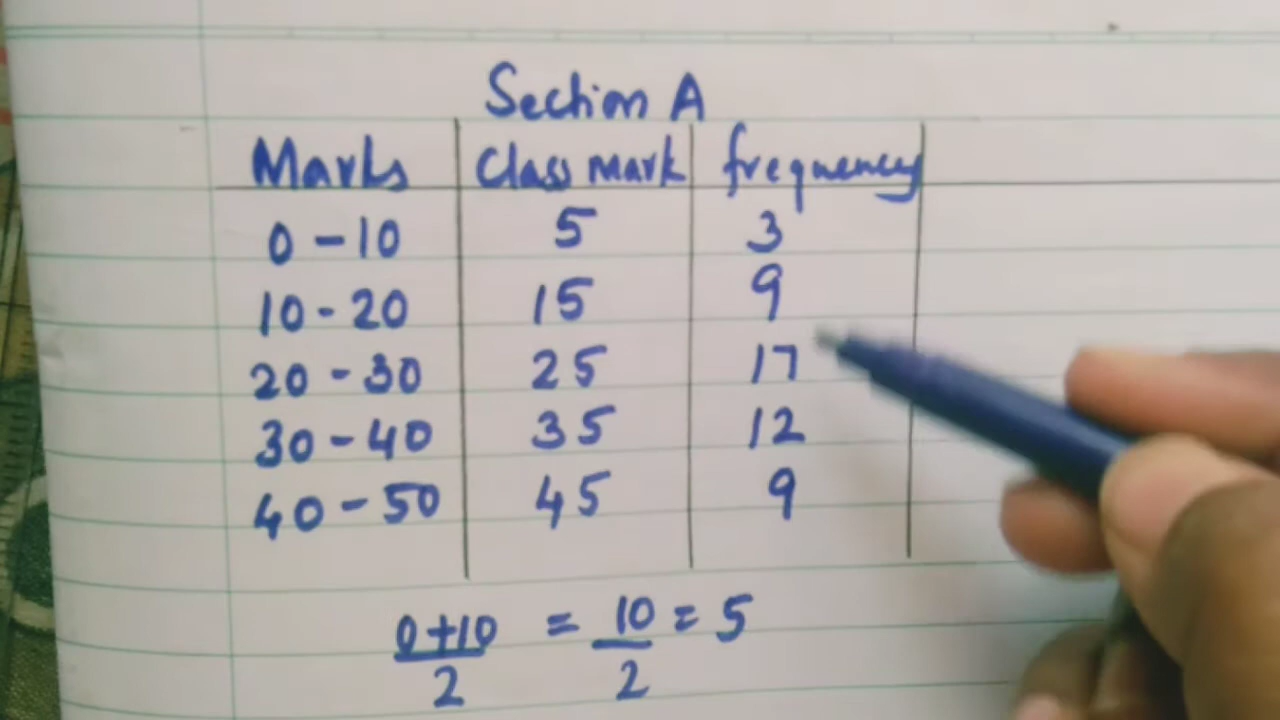 Section A
Marks Class mark frequency
0 - 10 5 3
10 - 20 15 9
20 - 30 25 17
30 - 40 35 12
40 - 50 45 9
0+10 = 10 = 5
2 2